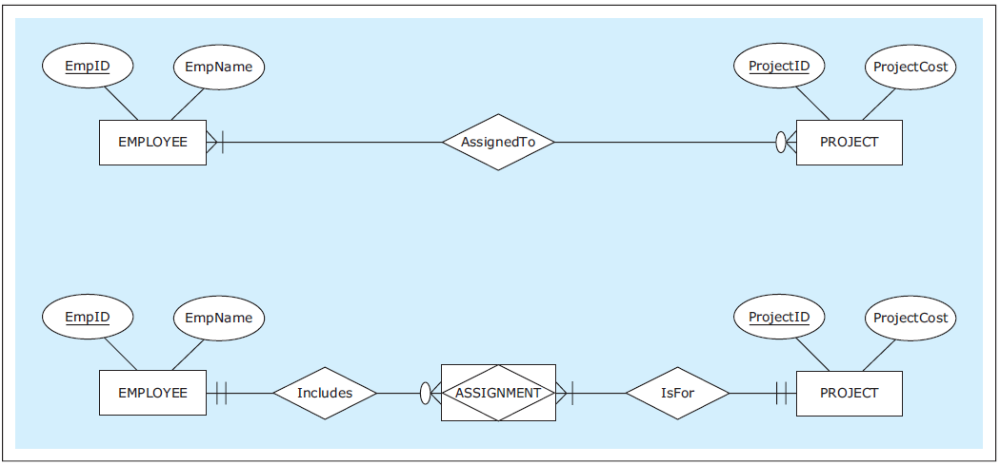 EmpID
EmpName
ProjectID
ProjectCost
EMPLOYEE
AssignedTo
PROJECT
EmpID
EmpName
ProjectID
ProjectCost
EMPLOYEE
Includes
ASSIGNMENT
IsFor
PROJECT